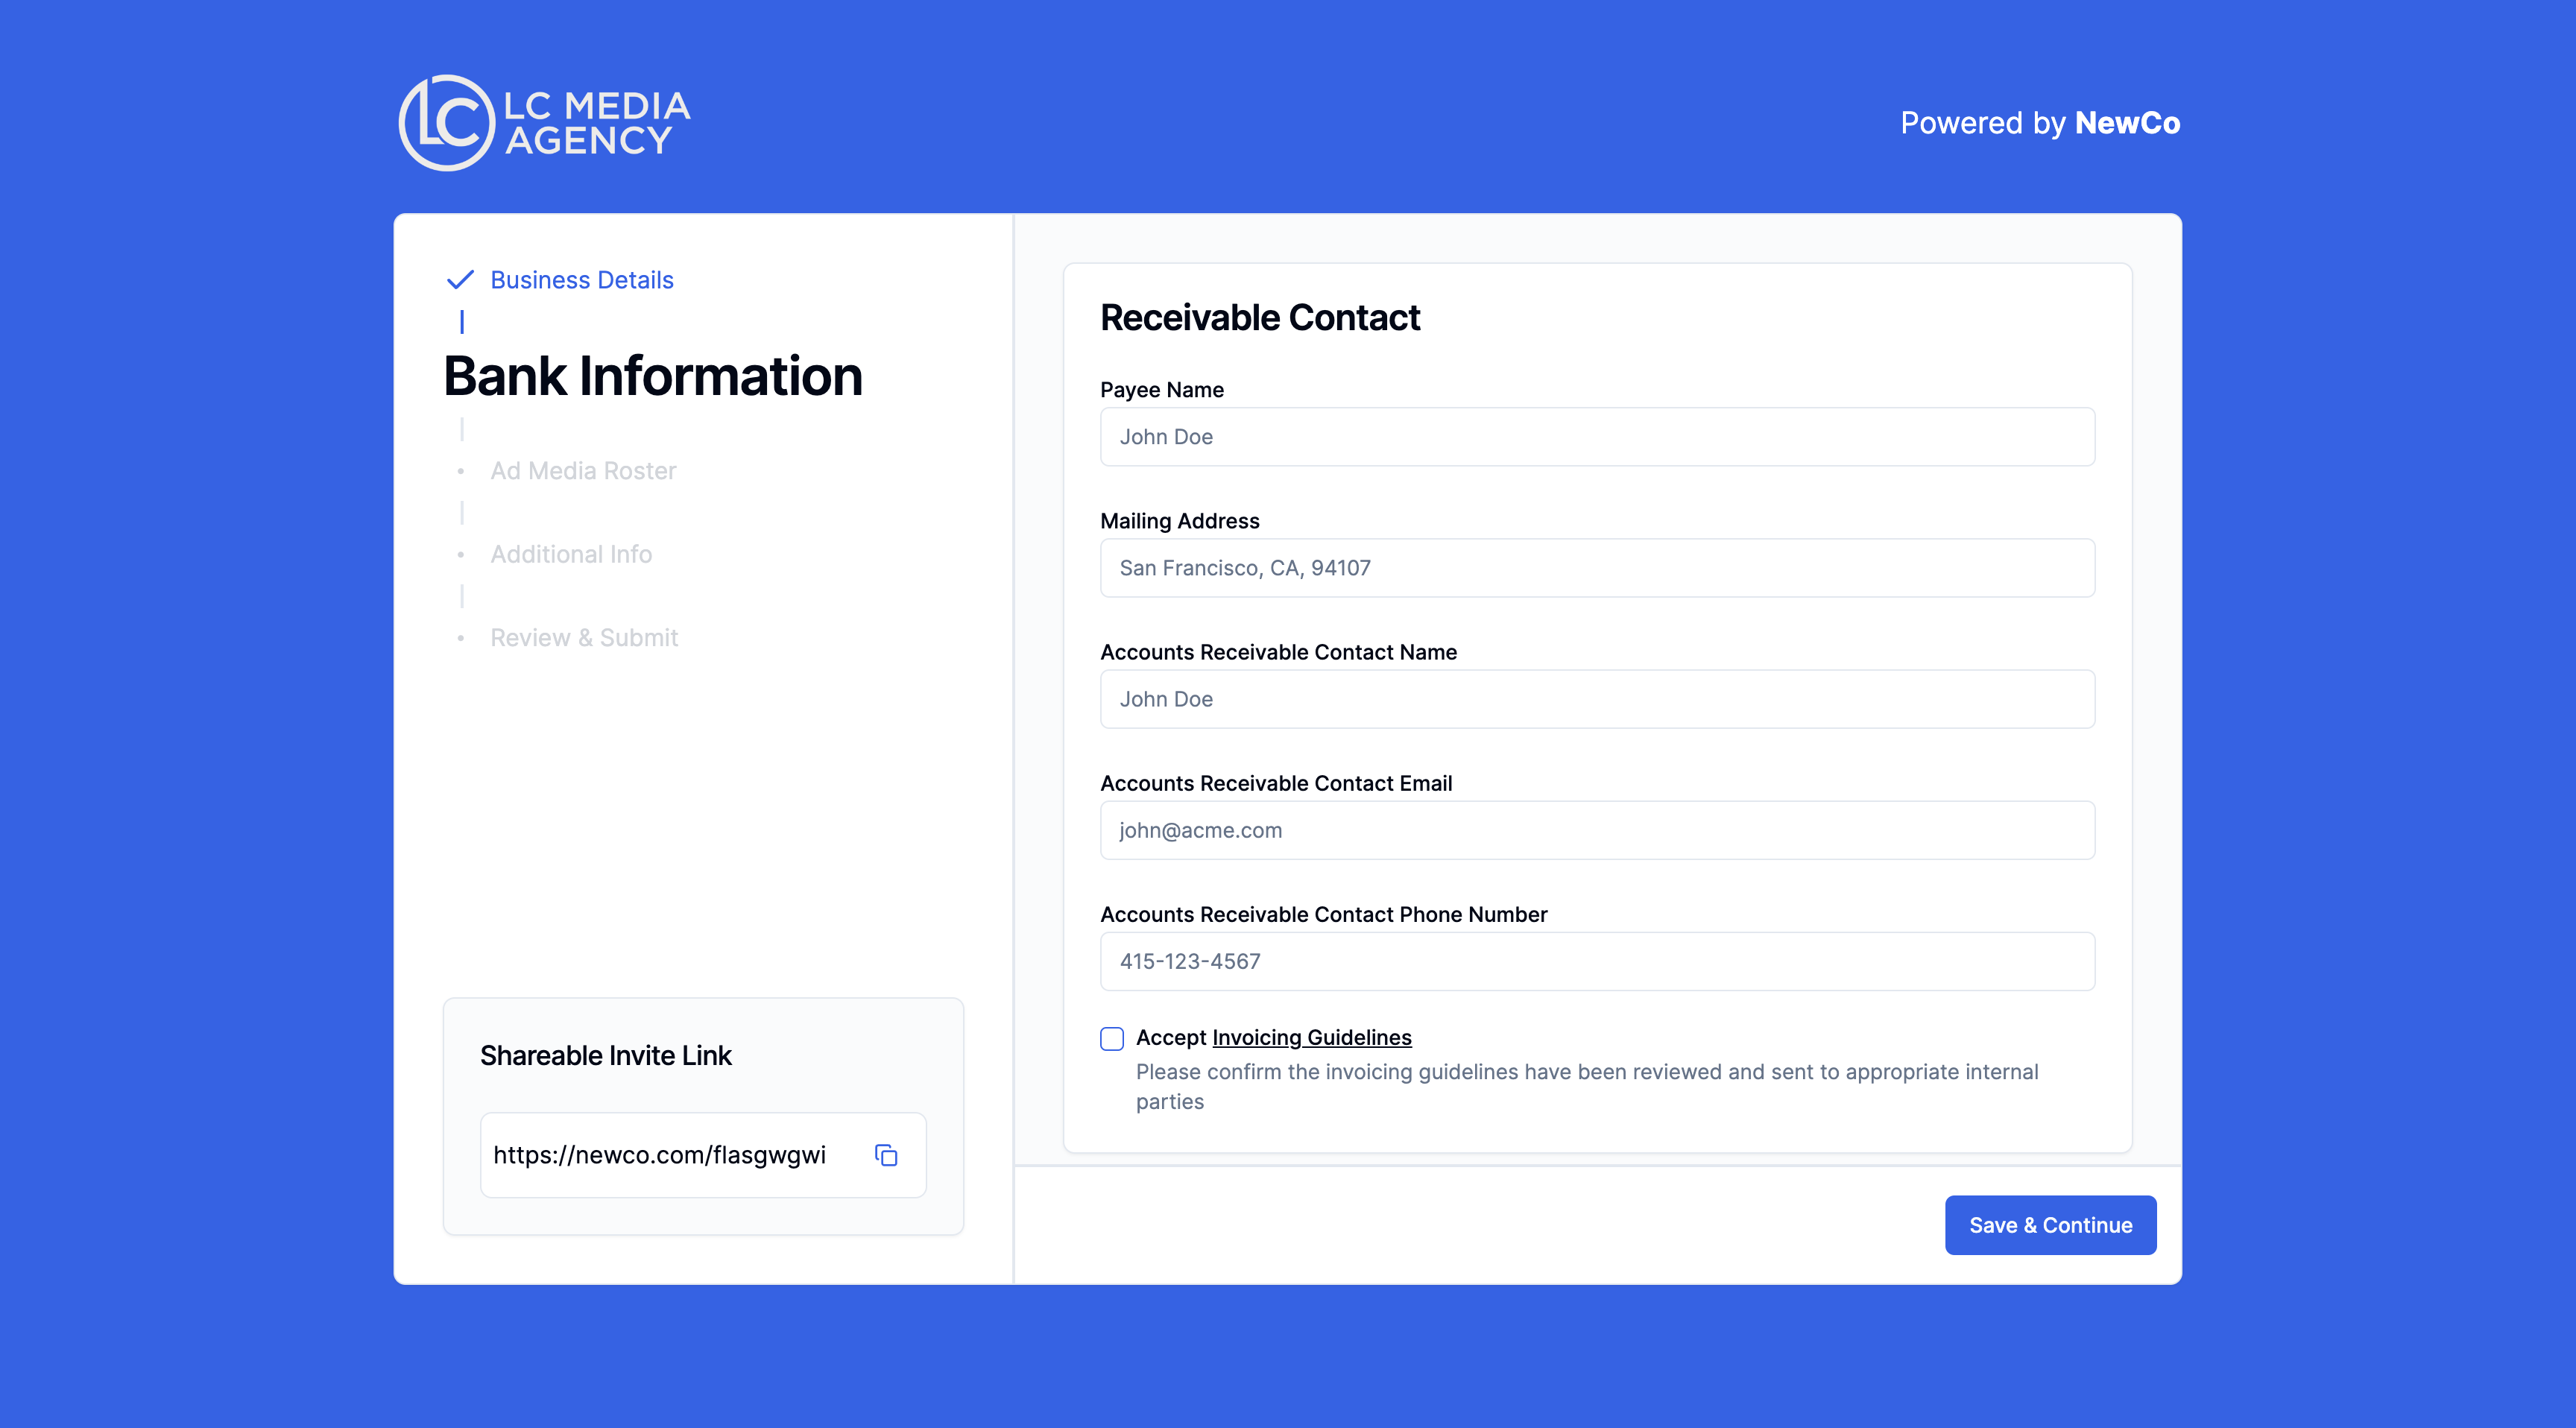 LC
LC MEDIA
AGENCY
Powered by NewCo
Business Details
Bank Information
Ad Media Roster
Additional Info
Review & Submit
Shareable Invite Link
https://newco.com/flasgwgwi
Receivable Contact
Payee Name
John Doe
Mailing Address
San Francisco, CA, 94107
Accounts Receivable Contact Name
John Doe
Accounts Receivable Contact Email
john@acme.com
Accounts Receivable Contact Phone Number
415-123-4567
Accept Invoicing Guidelines
Please confirm the invoicing guidelines have been reviewed and sent to appropriate internal
parties
Save & Continue